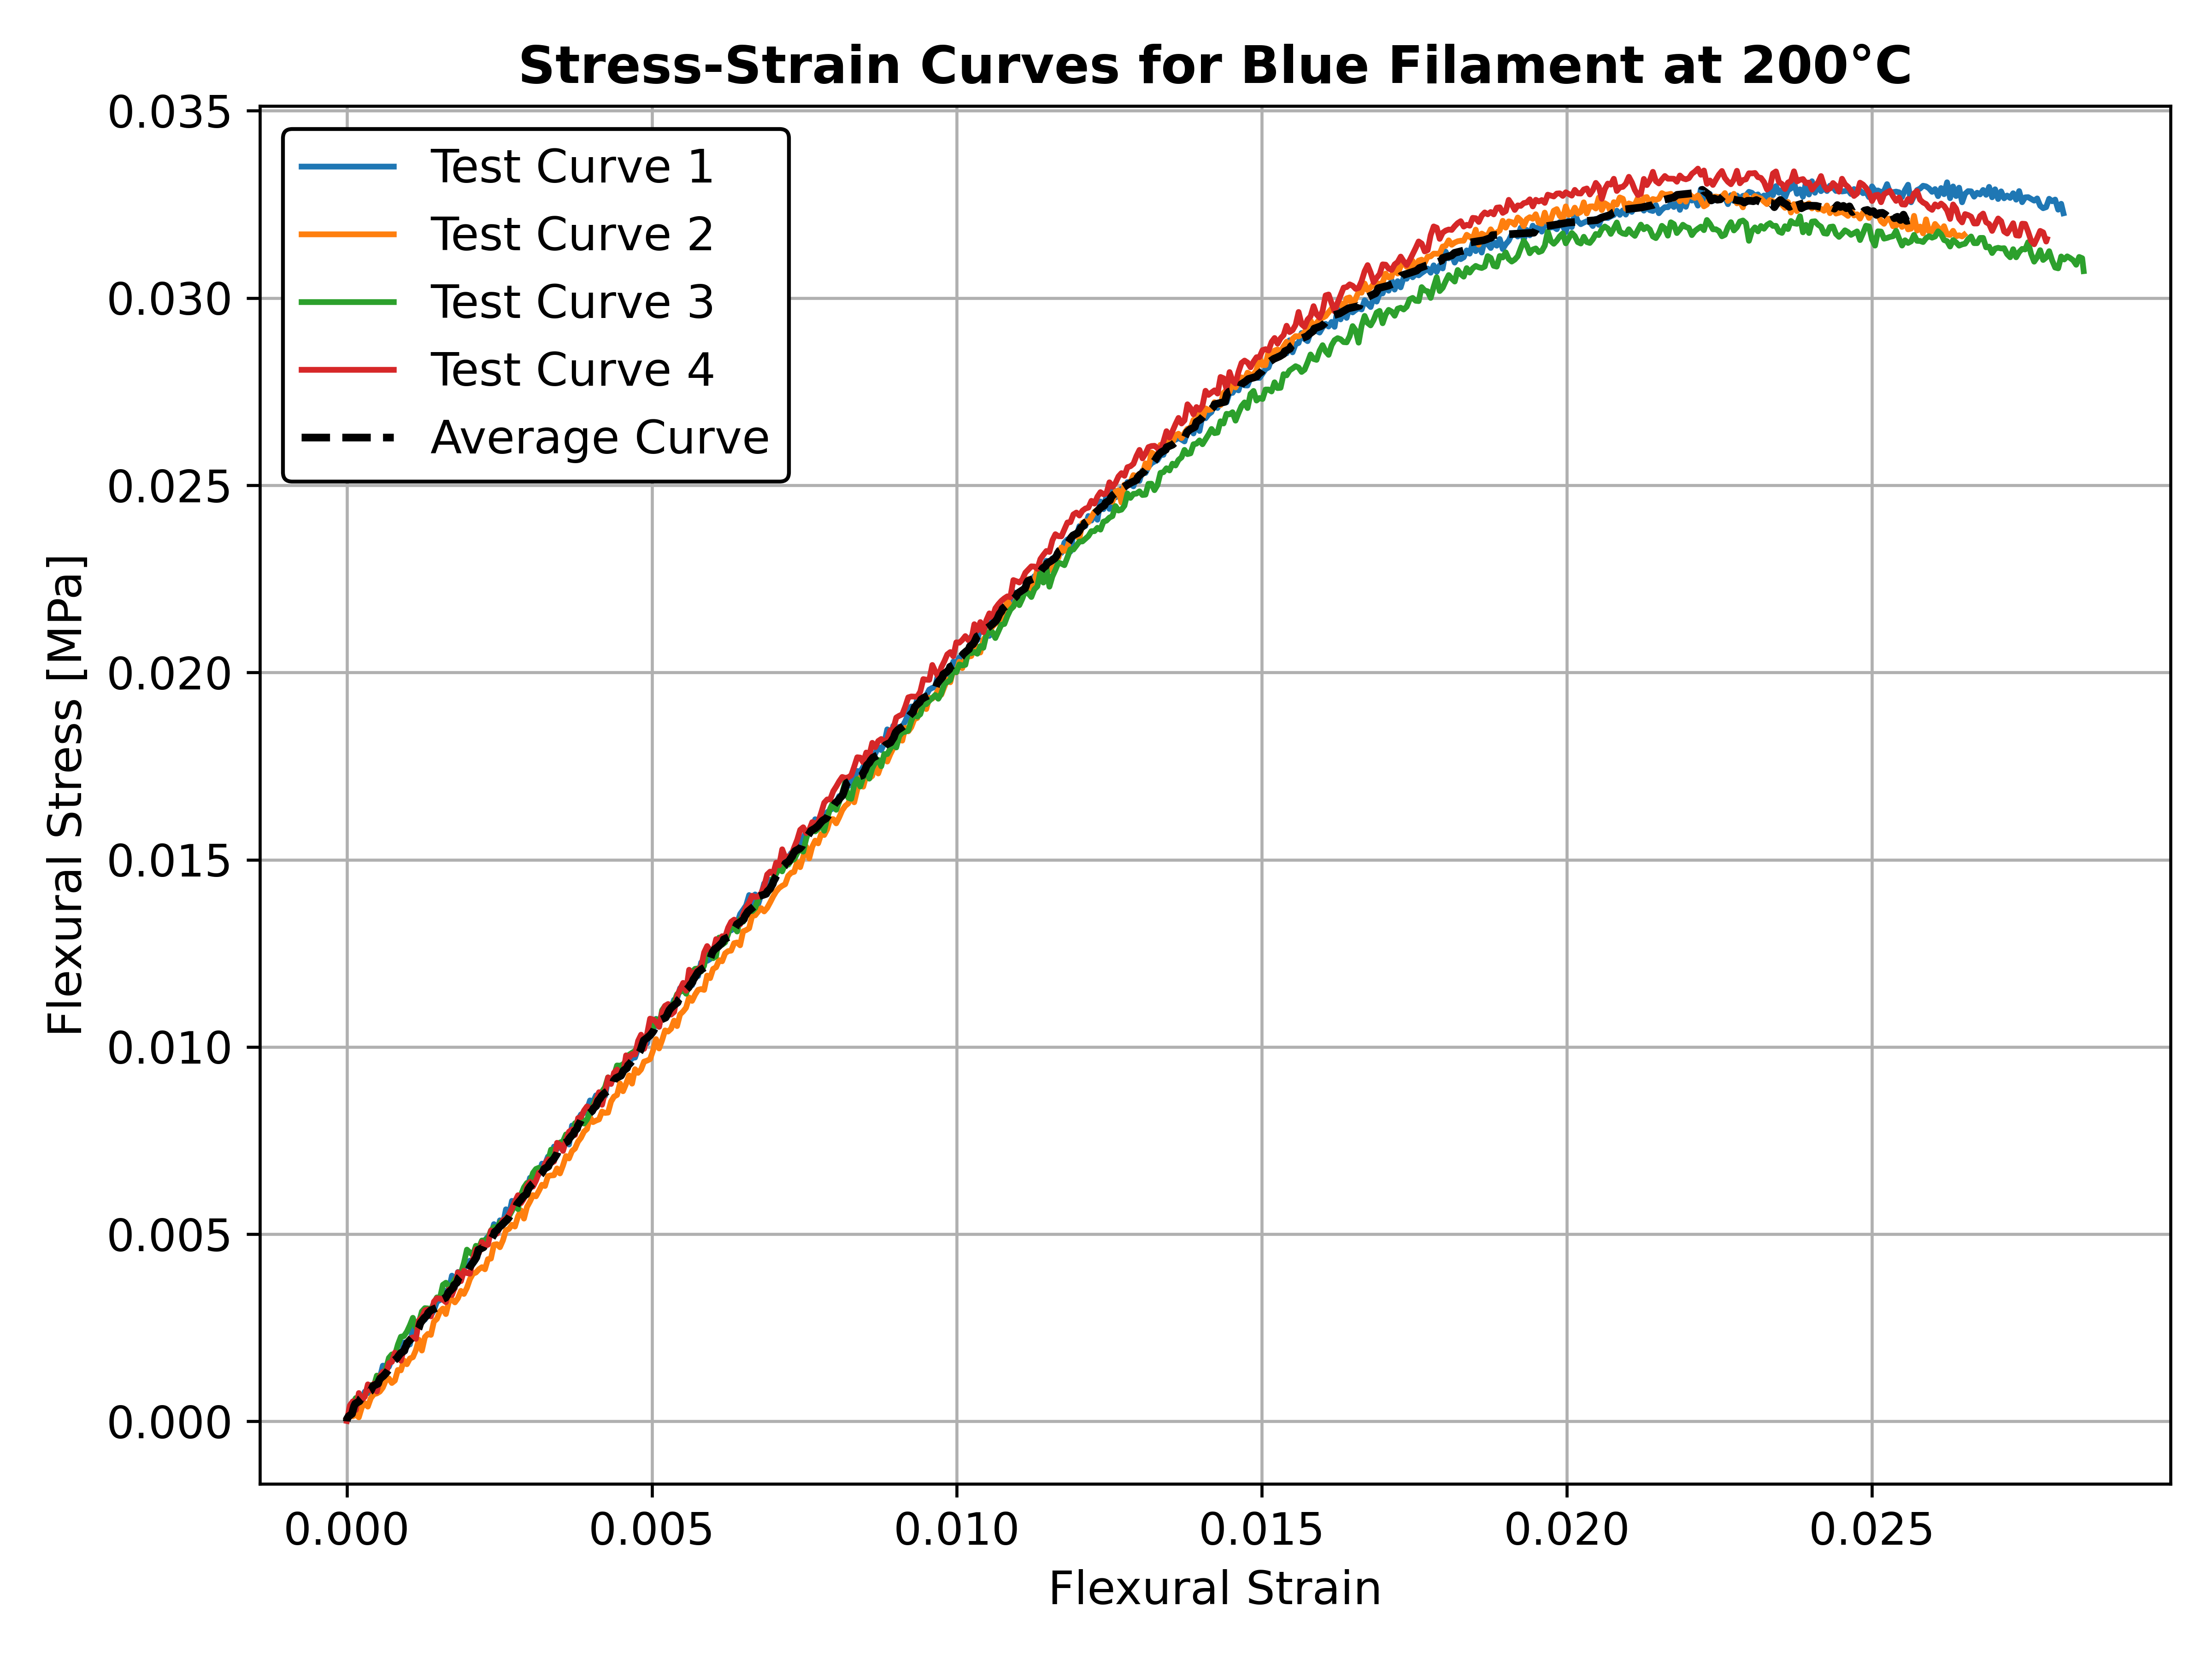 Stress-Strain Curves for Blue Filament at 200°C
0.035
0.030
0.025
0.020
0.015
0.010
0.005
0.000
Flexural Stress [MPa]
Test Curve 1
Test Curve 2
Test Curve 3
Test Curve 4
Average Curve
0.000 0.005 0.010 0.015 0.020 0.025
Flexural Strain